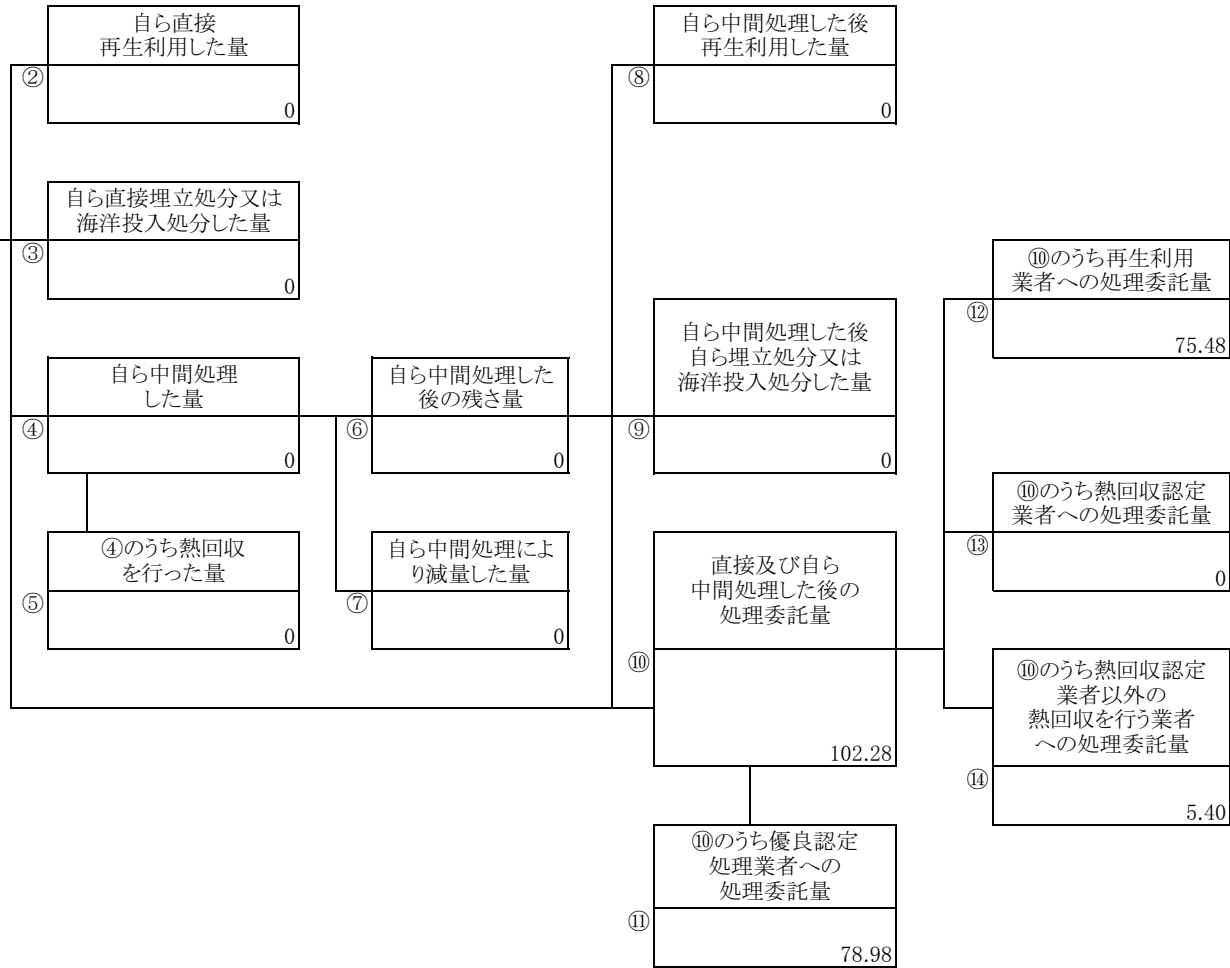 自ら直接
再生利用した量
②
0
自ら直接埋立処分又は
海洋投入処分した量
③
0
自ら中間処理
した量
④
0
④のうち熱回収
を行った量
⑤
0
自ら中間処理した
後の残さ量
⑥
0
自ら中間処理によ
り減量した量
⑦
0
自ら中間処理した後
再生利用した量
⑧
0
自ら中間処理した後
自ら埋立処分又は
海洋投入処分した量
⑨
0
直接及び自ら
中間処理した後の
処理委託量
⑩
102.28
⑩のうち優良認定
処理業者への
処理委託量
⑪
78.98
⑩のうち再生利用
業者への処理委託量
⑫
75.48
⑩のうち熱回収認定
業者への処理委託量
⑬
0
⑩のうち熱回収認定
業者以外の
熱回収を行う業者
への処理委託量
⑭
5.40